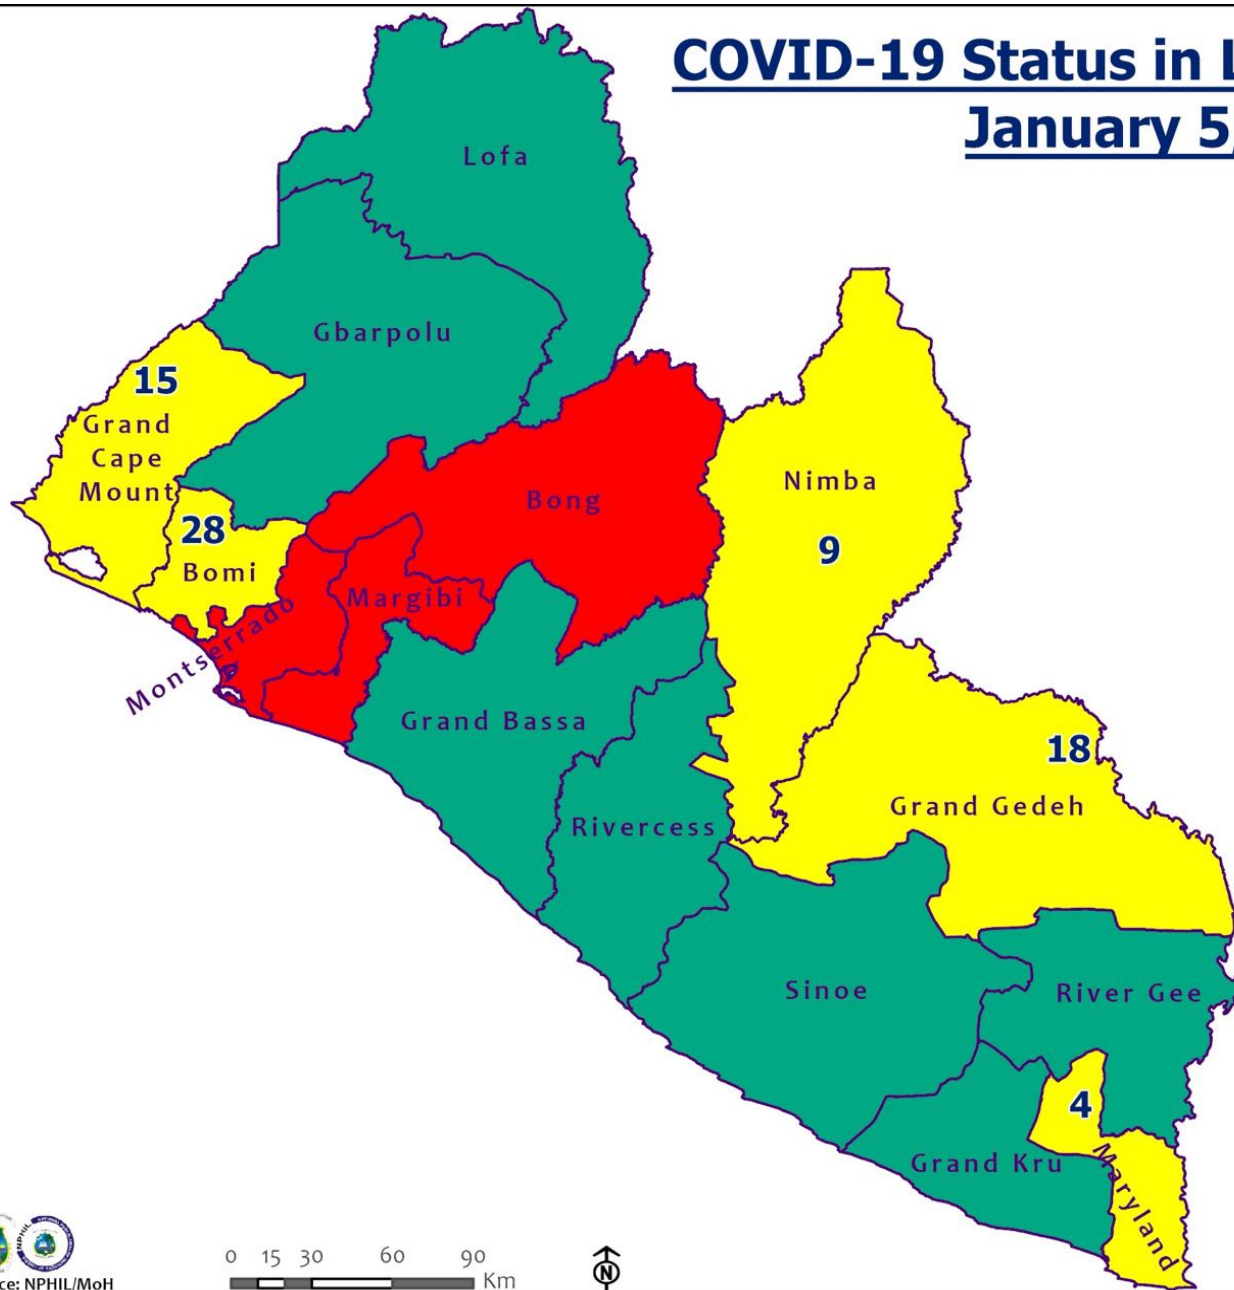 COVID-19 Status in L
January 5,
Lofa
Gbarpolu
15
Grand
Cape
Mount
28
Bomi
Bong
Nimba
9
Margibi
Montserrado
Grand Bassa
18
Grand Gedeh
Rivercess
Sinoe
River Gee
4
Grand Kru
Maryland
NPHIL
0 15 30 60 90
Km
N
ce: NPHIL/MoH